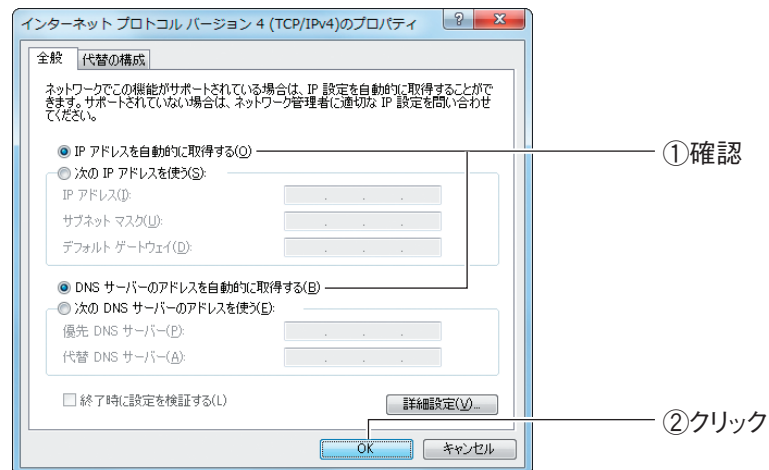 インターネット プロトコル バージョン 4 (TCP/IPv4)のプロパティ
全般 代替の構成
ネットワークでこの機能がサポートされている場合は、IP 設定を自動的に取得することがで
きます。サポートされていない場合は、ネットワーク管理者に適切な IP 設定を問い合わせ
てください。
IP アドレスを自動的に取得する(O)
①確認
次の IP アドレスを使う(S):
IP アドレス(I):
サブネット マスク(U):
デフォルト ゲートウェイ(D):
DNS サーバーのアドレスを自動的に取得する(B)
次の DNS サーバーのアドレスを使う(E):
優先 DNS サーバー(P):
代替 DNS サーバー(A):
終了時に設定を検証する(L)
詳細設定(V)...
②クリック
OK キャンセル